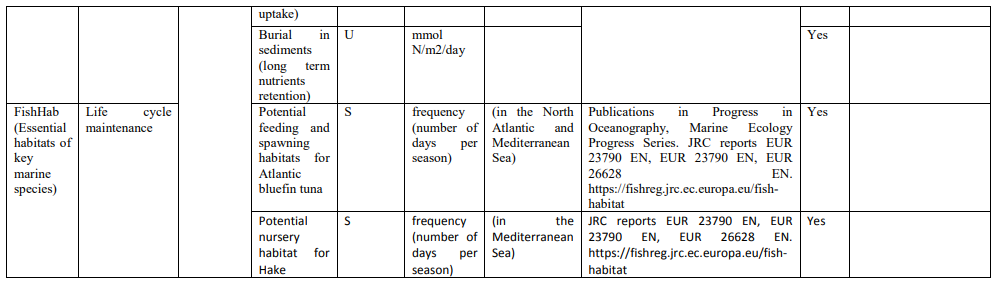 uptake)
Burial in
sediments
(long term
nutrients
retention)
U
mmol
N/m2/day
Yes
FishHab
(Essential
habitats of
key
marine
species)
Life cycle
maintenance
Potential
feeding and
spawning
habitats for
Atlantic
bluefin tuna
S
frequency
(number of
days per
season)
(in the North
Atlantic and
Mediterranean
Sea)
Publications in Progress in
Oceanography, Marine Ecology
Progress Series. JRC reports EUR
23790 EN, EUR 23790 EN, EUR
26628 EN.
https://fishreg.jrc.ec.europa.eu/fish-
habitat
Yes
Potential
nursery
habitat for
Hake
S
frequency
(number of
days per
season)
(in the
Mediterranean
Sea)
JRC reports EUR 23790 EN, EUR
23790 EN, EUR 26628 EN.
https://fishreg.jrc.ec.europa.eu/fish-
habitat
Yes